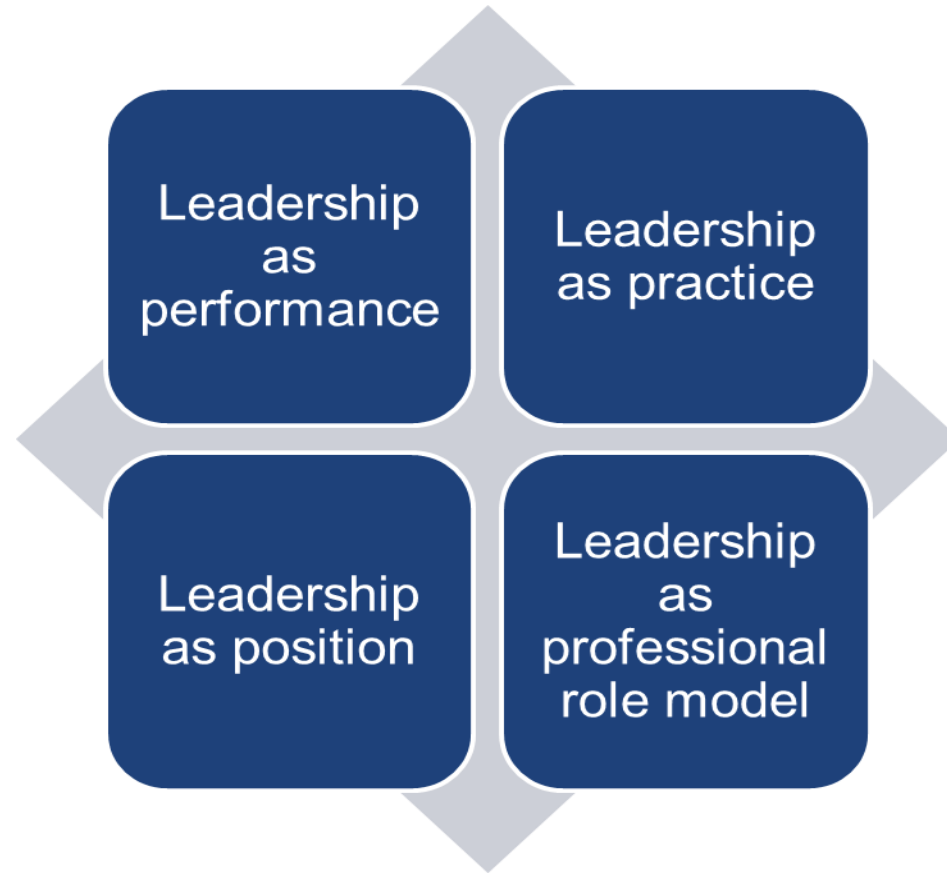 Leadership
as
performance
Leadership
as practice
Leadership
as position
Leadership
as
professional
role model